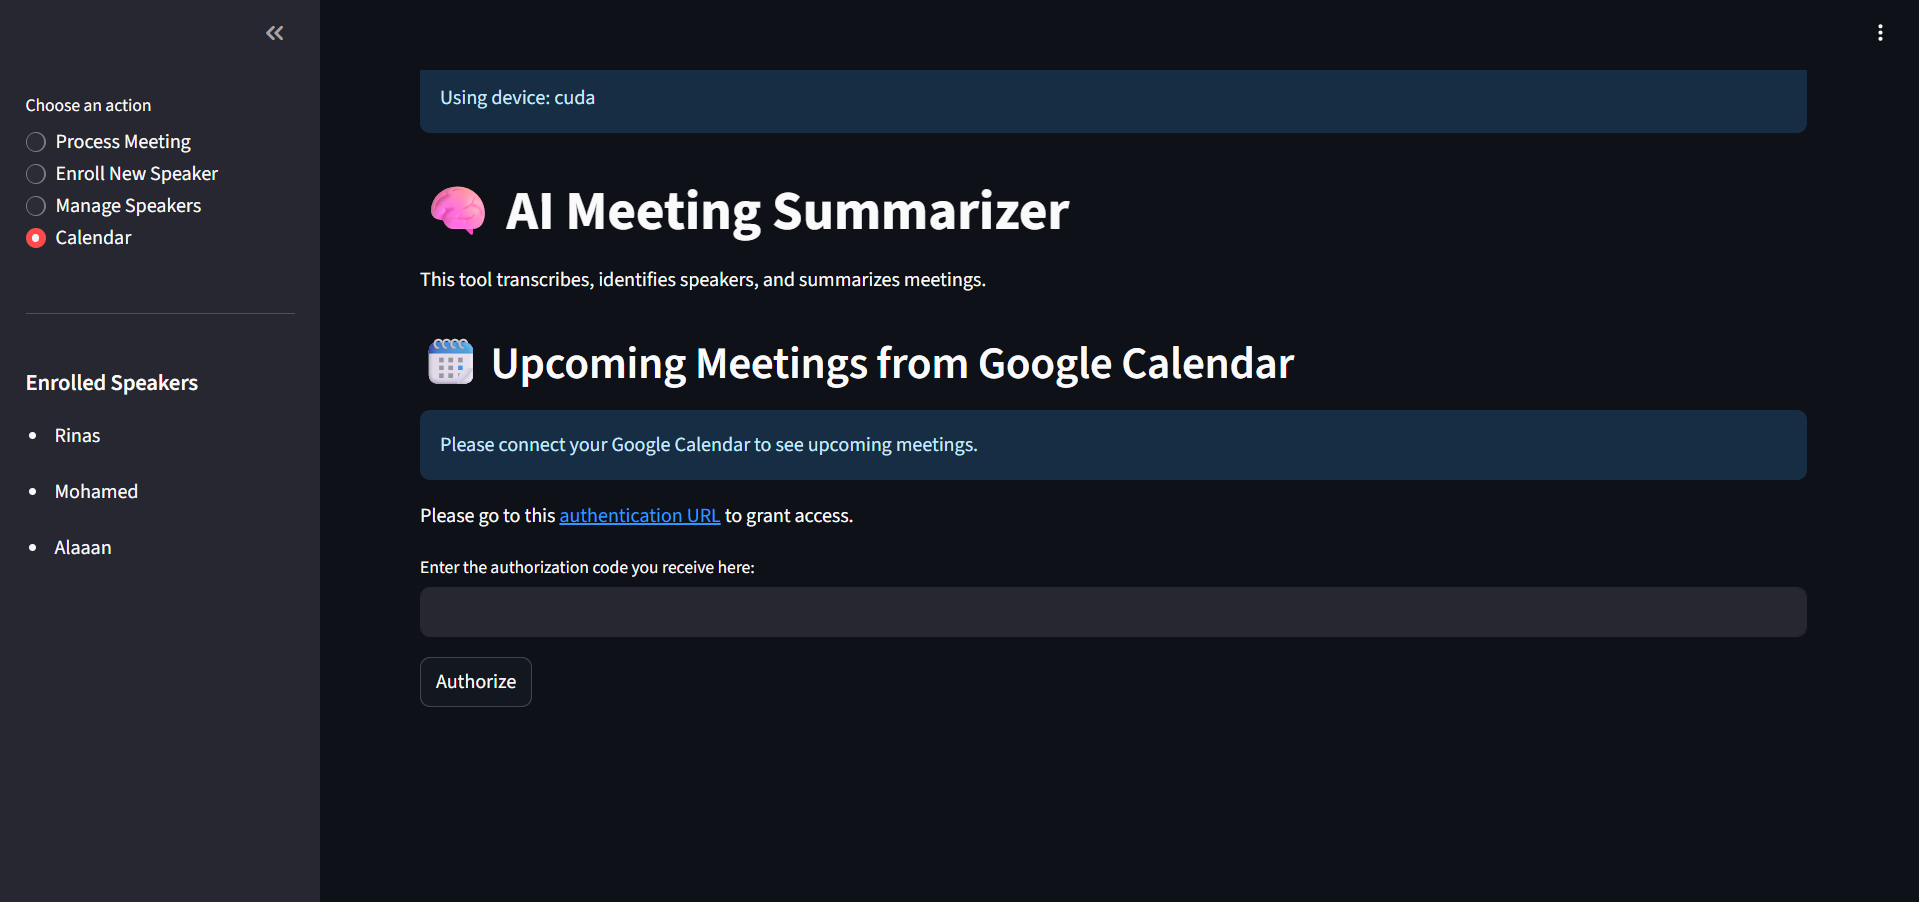 Choose an action
Process Meeting
Enroll New Speaker
Manage Speakers
Calendar
Enrolled Speakers
Rinas
Mohamed
Alaaan
Using device: cuda
AI Meeting Summarizer
This tool transcribes, identifies speakers, and summarizes meetings.
Upcoming Meetings from Google Calendar
Please connect your Google Calendar to see upcoming meetings.
Please go to this authentication URL to grant access.
Enter the authorization code you receive here:
Authorize